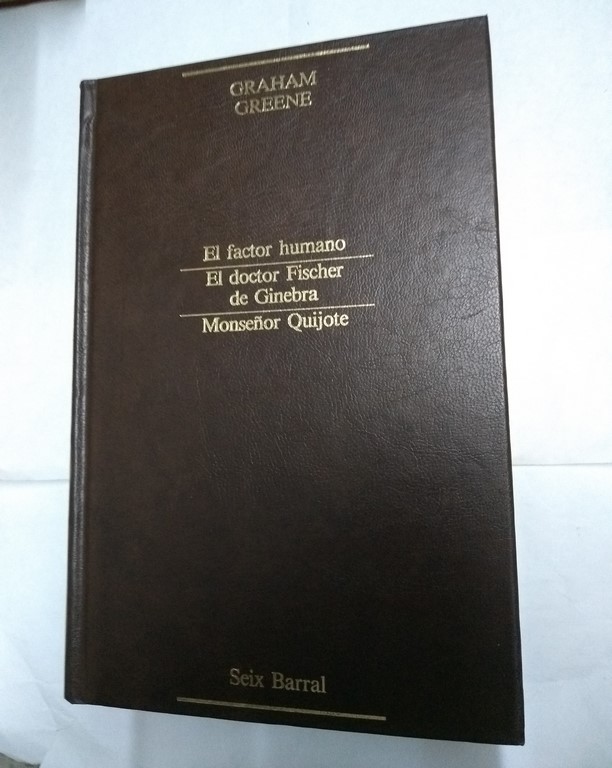 GRAHAM
GREENE
El factor humano
El doctor Fischer
de Ginebra
Monseñor Quijote
Seix Barral